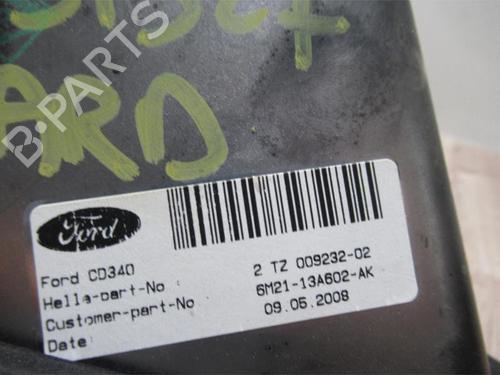 B-PARTS
ARD
Ford
Ford CD340
Hella-part-No 2 TZ 009232-02
Customer-part-No 6M21-13A602-AK
Date: 09.05.2008